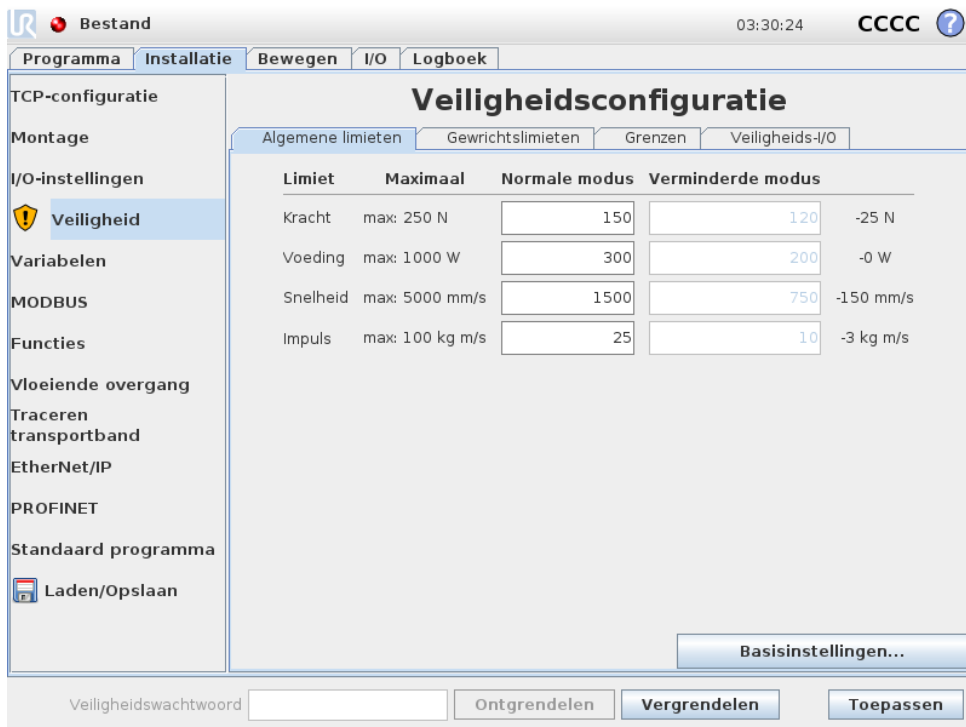 UR Bestand 03:30:24 CCCC ?
Programma Installatie Bewegen I/O Logboek
TCP-configuratie
Montage
I/O-instellingen
Veiligheid
Variabelen
MODBUS
Functies
Vloeiende overgang
Traceren
transportband
EtherNet/IP
PROFINET
Standaard programma
Laden/Opslaan
Veiligheidsconfiguratie
Algemene limieten Gewrichtslimieten Grenzen Veiligheids-I/O
Limiet Maximaal Normale modus Verminderde modus
Kracht max: 250 N 150 120 -25 N
Voeding max: 1000 W 300 200 -0 W
Snelheid max: 5000 mm/s 1500 750 -150 mm/s
Impuls max: 100 kg m/s 25 10 -3 kg m/s
Basisinstellingen...
Veiligheidswachtwoord Ontgrendelen Vergrendelen Toepassen